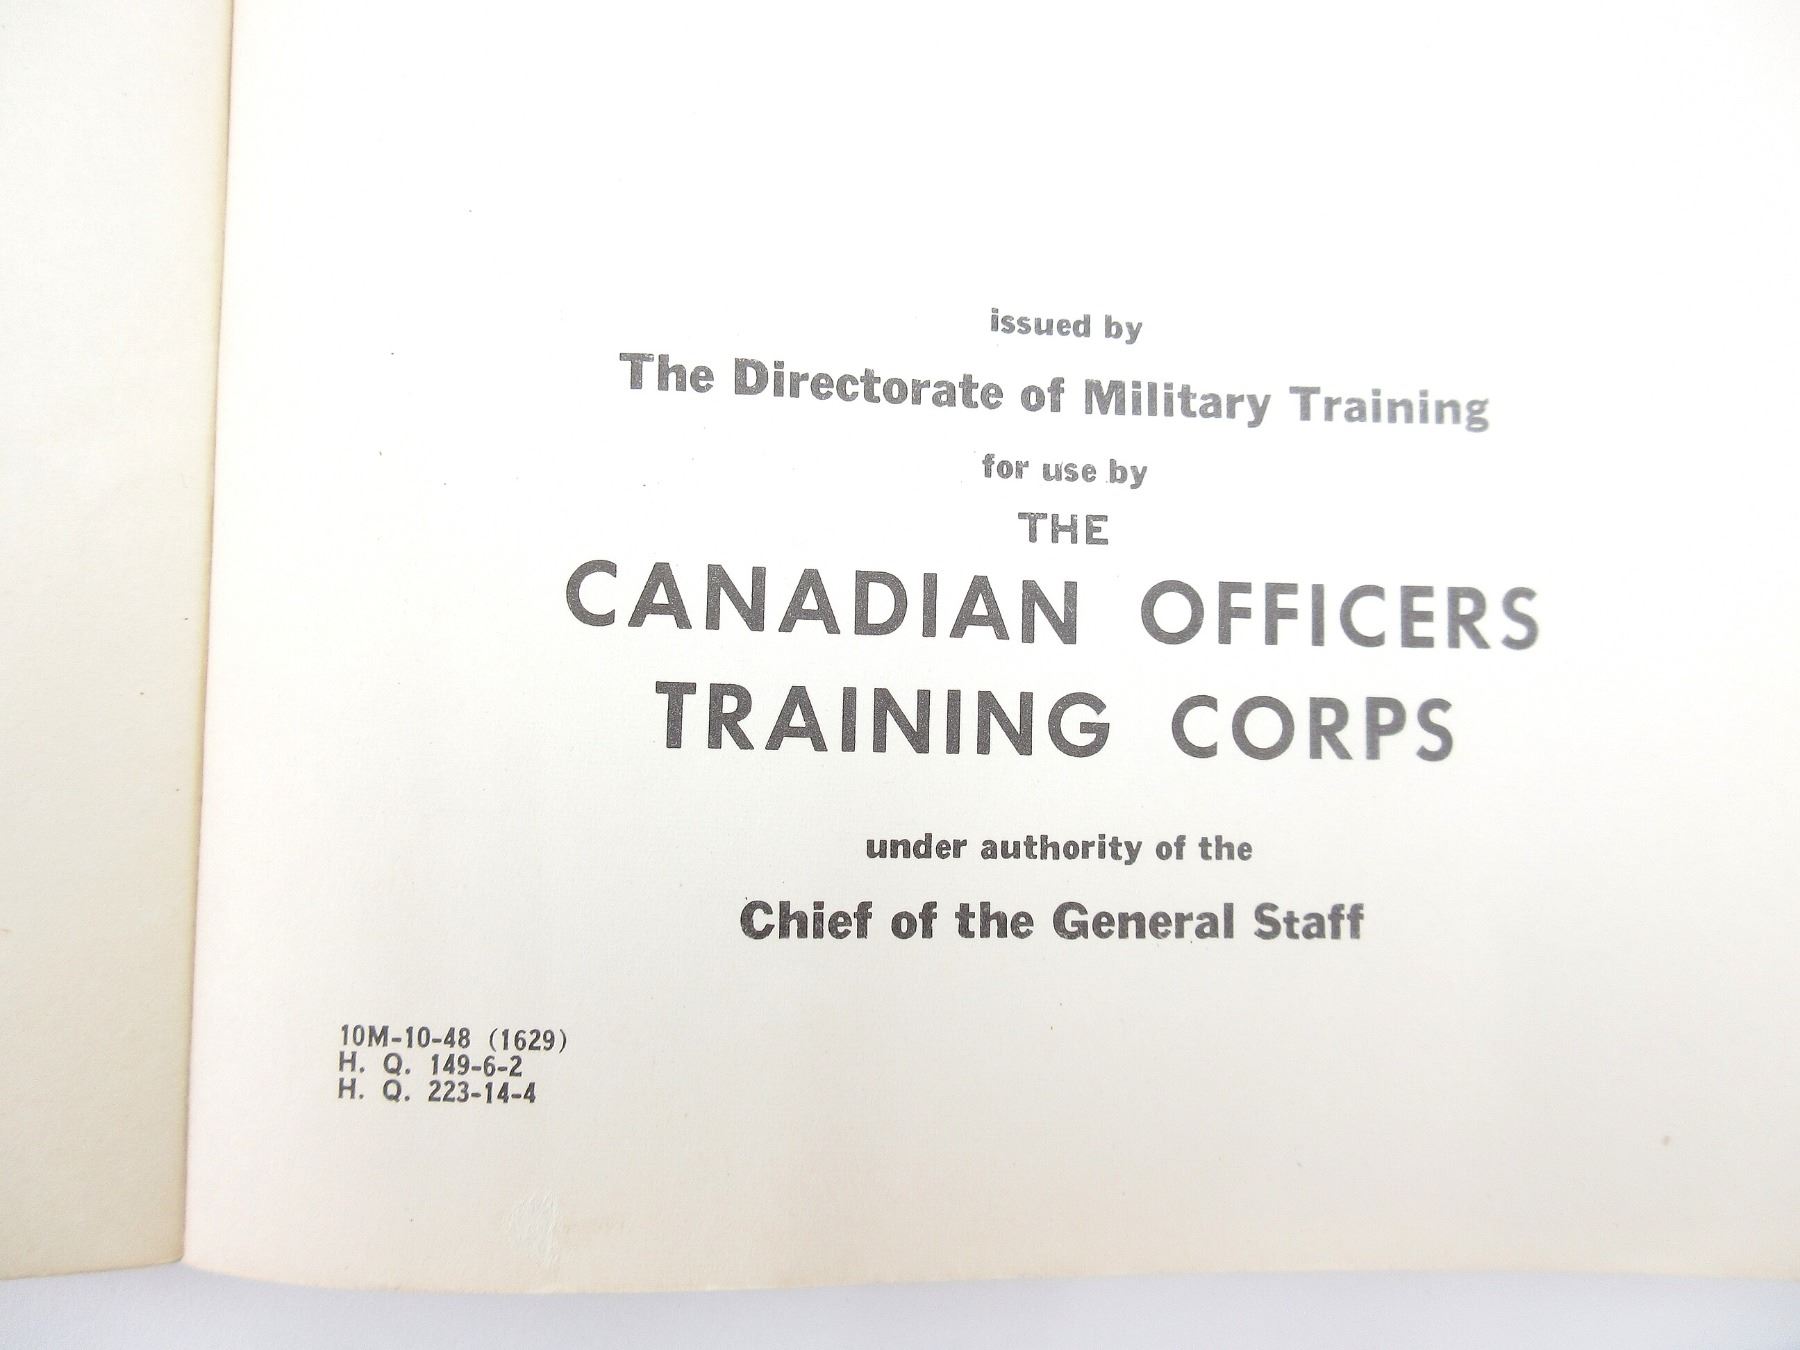 issued by
The Directorate of Military Training
for use by
THE
CANADIAN OFFICERS
TRAINING CORPS
under authority of the
Chief of the General Staff
10M-10-48 (1629)
H. Q. 149-6-2
H. Q. 223-14-4